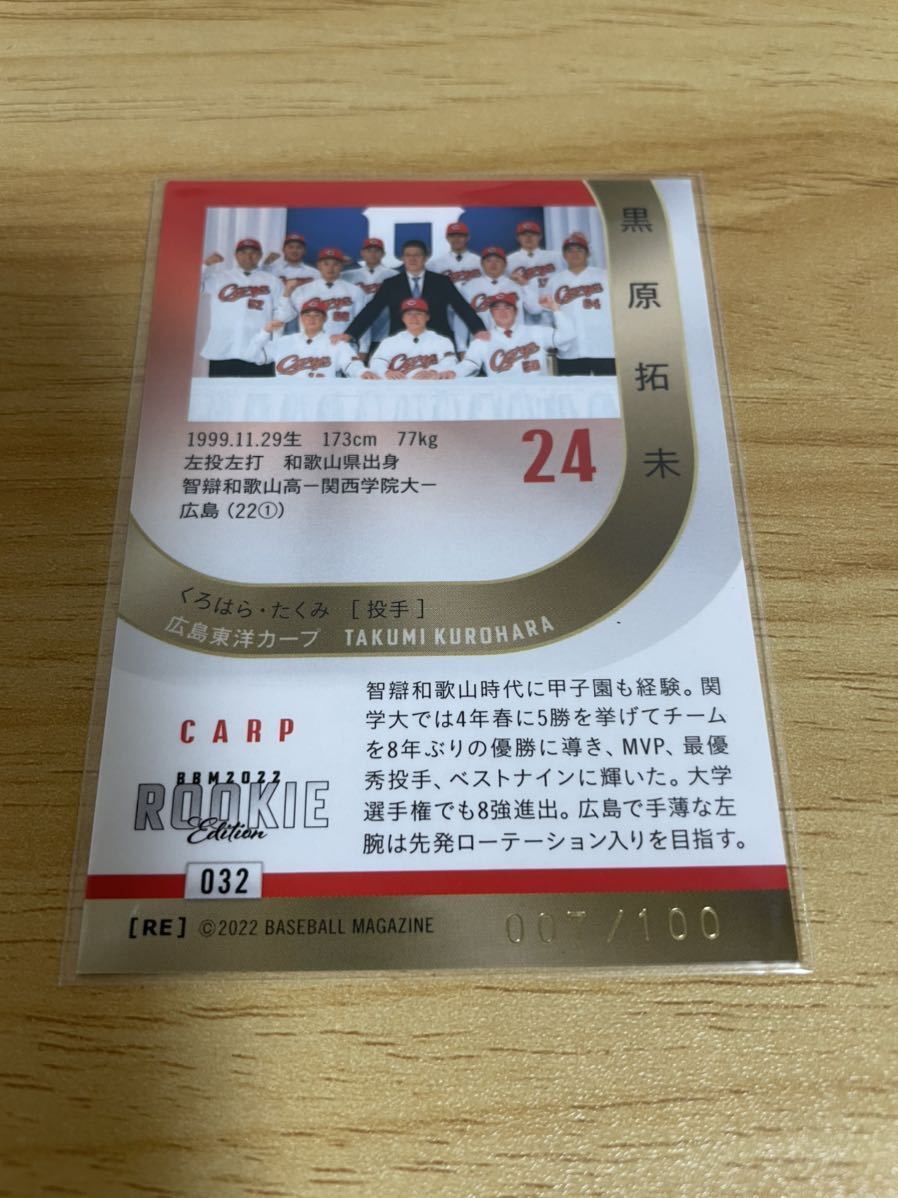 黒原拓未
1999.11.29生 173cm 77kg
左投左打 和歌山県出身
智辯和歌山高ー関西学院大ー
広島(22①)
24
くろはら・たくみ [投手]
広島東洋カープ TAKUMI KUROHARA
CARP
BBM2022
ROOKIE
Edition
032
智辯和歌山時代に甲子園も経験。関
学大では4年春に5勝を挙げてチーム
を8年ぶりの優勝に導き、MVP、最優
秀投手、ベストナインに輝いた。大学
選手権でも8強進出。広島で手薄な左
腕は先発ローテーション入りを目指す。
[RE] ©2022 BASEBALL MAGAZINE
007/100